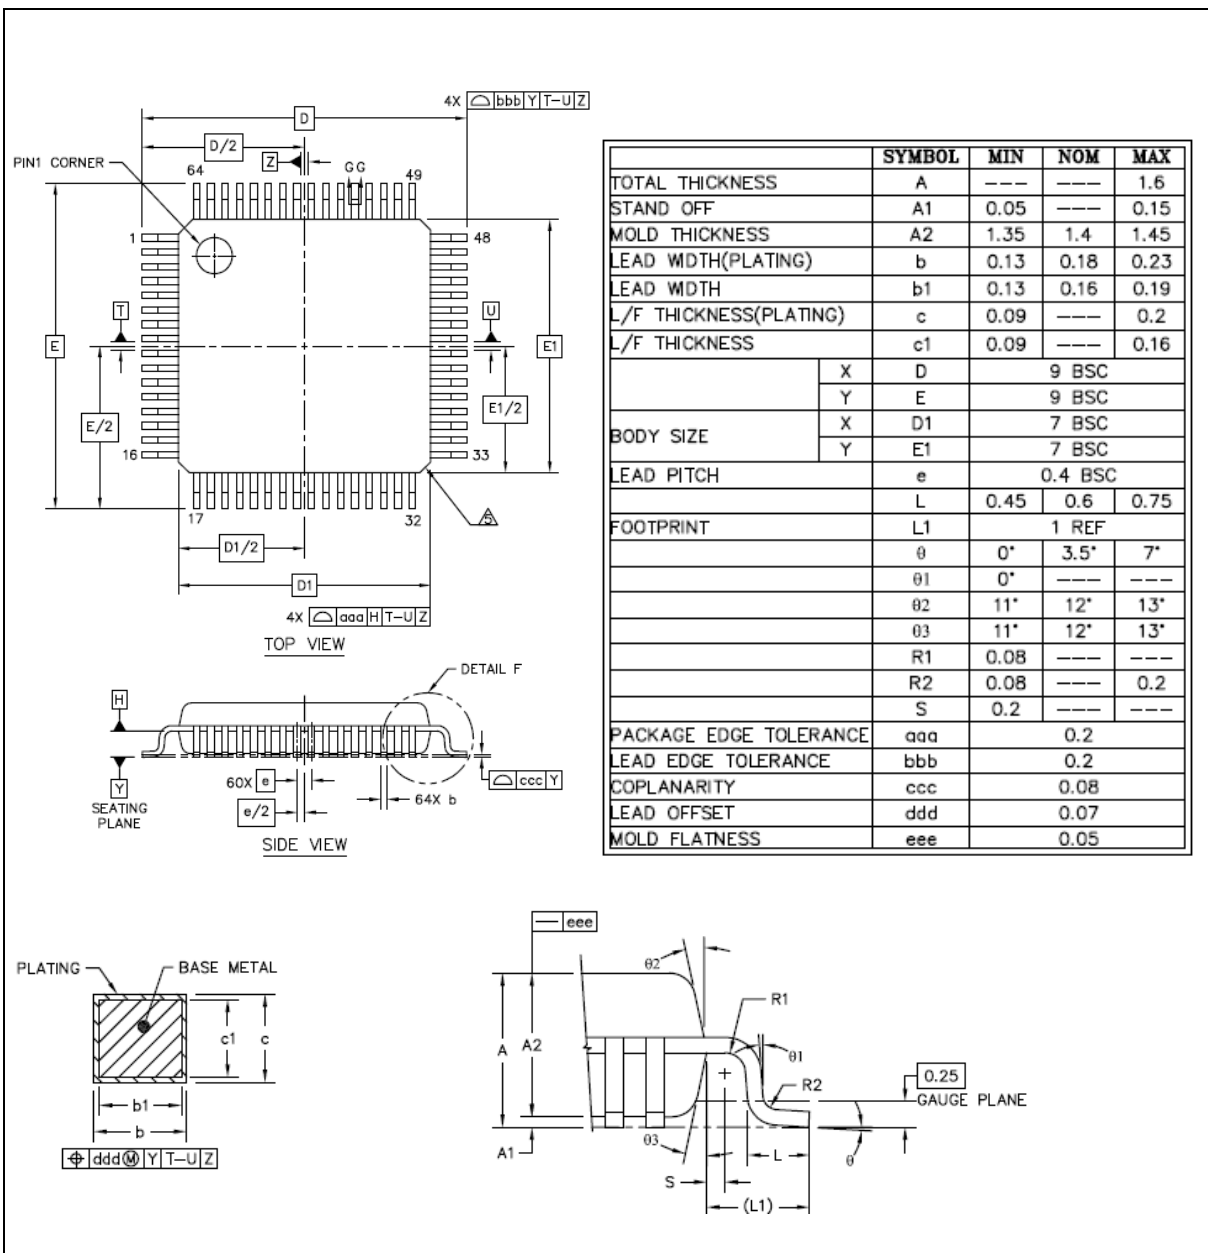 4X ⌓ bbb Y T-U Z
D
D/2
Z
PIN1 CORNER
64
G G
49
1
48
T
U
E
E1
E/2
E1/2
16
33
17
32
5
D1/2
D1
4X ⌓ aaa H T-U Z
TOP VIEW
DETAIL F
H
Y
SEATING
PLANE
60X e
e/2
64X b
⌓ ccc Y
SIDE VIEW
SYMBOL MIN NOM MAX
TOTAL THICKNESS A --- --- 1.6
STAND OFF A1 0.05 --- 0.15
MOLD THICKNESS A2 1.35 1.4 1.45
LEAD WIDTH(PLATING) b 0.13 0.18 0.23
LEAD WIDTH b1 0.13 0.16 0.19
L/F THICKNESS(PLATING) c 0.09 --- 0.2
L/F THICKNESS c1 0.09 --- 0.16
X D 9 BSC
Y E 9 BSC
BODY SIZE
X D1 7 BSC
Y E1 7 BSC
LEAD PITCH e 0.4 BSC
L 0.45 0.6 0.75
FOOTPRINT L1 1 REF
θ 0° 3.5° 7°
θ1 0° --- ---
θ2 11° 12° 13°
θ3 11° 12° 13°
R1 0.08 --- ---
R2 0.08 --- 0.2
S 0.2 --- ---
PACKAGE EDGE TOLERANCE aaa 0.2
LEAD EDGE TOLERANCE bbb 0.2
COPLANARITY ccc 0.08
LEAD OFFSET ddd 0.07
MOLD FLATNESS eee 0.05
PLATING
BASE METAL
c1
c
b1
b
⌖ ddd Ⓜ Y T-U Z
— eee
θ2
R1
A
A2
θ1
R2
0.25
GAUGE PLANE
A1
θ3
L
θ
S
(L1)